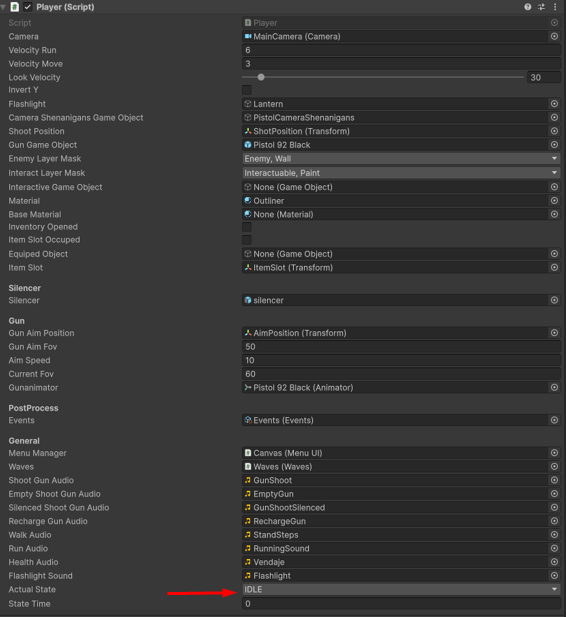 Player (Script)
Script Player
Camera MainCamera (Camera)
Velocity Run 6
Velocity Move 3
Look Velocity 30
Invert Y
Flashlight Lantern
Camera Shenanigans Game Object PistolCameraShenanigans
Shoot Position ShotPosition (Transform)
Gun Game Object Pistol 92 Black
Enemy Layer Mask Enemy, Wall
Interact Layer Mask Interactuable, Paint
Interactive Game Object None (Game Object)
Material Outliner
Base Material None (Material)
Inventory Opened
Item Slot Occuped
Equiped Object None (Game Object)
Item Slot ItemSlot (Transform)
Silencer
Silencer silencer
Gun
Gun Aim Position AimPosition (Transform)
Gun Aim Fov 50
Aim Speed 10
Current Fov 60
Gunanimator Pistol 92 Black (Animator)
PostProcess
Events Events (Events)
General
Menu Manager Canvas (Menu UI)
Waves Waves (Waves)
Shoot Gun Audio GunShoot
Empty Shoot Gun Audio EmptyGun
Silenced Shoot Gun Audio GunShootSilenced
Recharge Gun Audio RechargeGun
Walk Audio StandSteps
Run Audio RunningSound
Health Audio Vendaje
Flashlight Sound Flashlight
Actual State IDLE
State Time 0